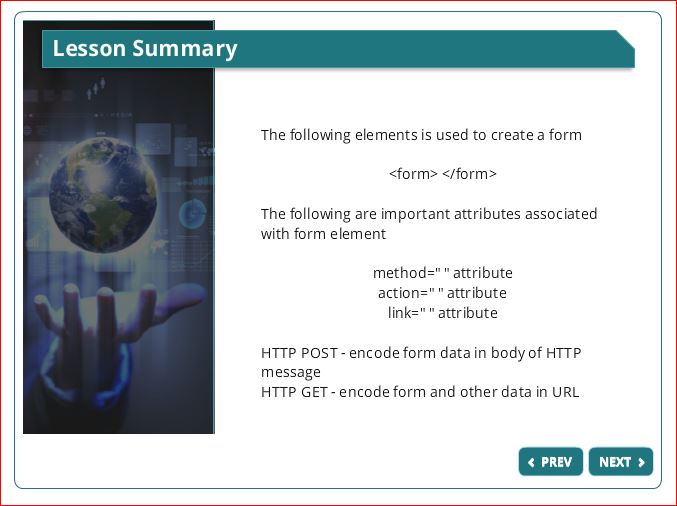 Lesson Summary
The following elements is used to create a form
<form> </form>
The following are important attributes associated
with form element
method=" " attribute
action=" " attribute
link=" " attribute
HTTP POST - encode form data in body of HTTP
message
HTTP GET - encode form and other data in URL
PREV
NEXT